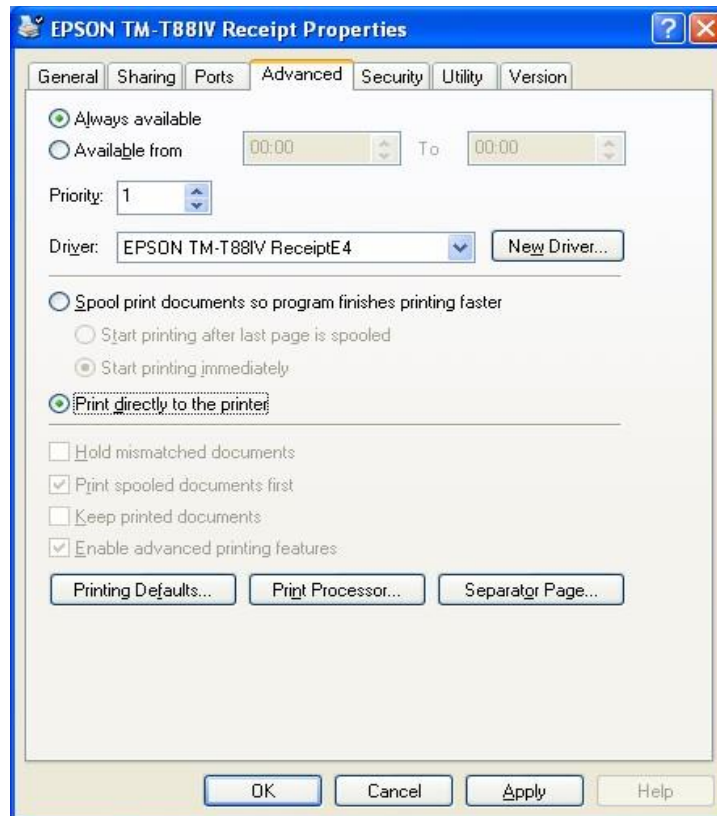 EPSON TM-T88IV Receipt Properties
General Sharing Ports Advanced Security Utility Version
Always available
Available from 00:00 To 00:00
Priority: 1
Driver: EPSON TM-T88IV ReceiptE4 New Driver...
Spool print documents so program finishes printing faster
Start printing after last page is spooled
Start printing immediately
Print directly to the printer
Hold mismatched documents
Print spooled documents first
Keep printed documents
Enable advanced printing features
Printing Defaults... Print Processor... Separator Page...
OK Cancel Apply Help